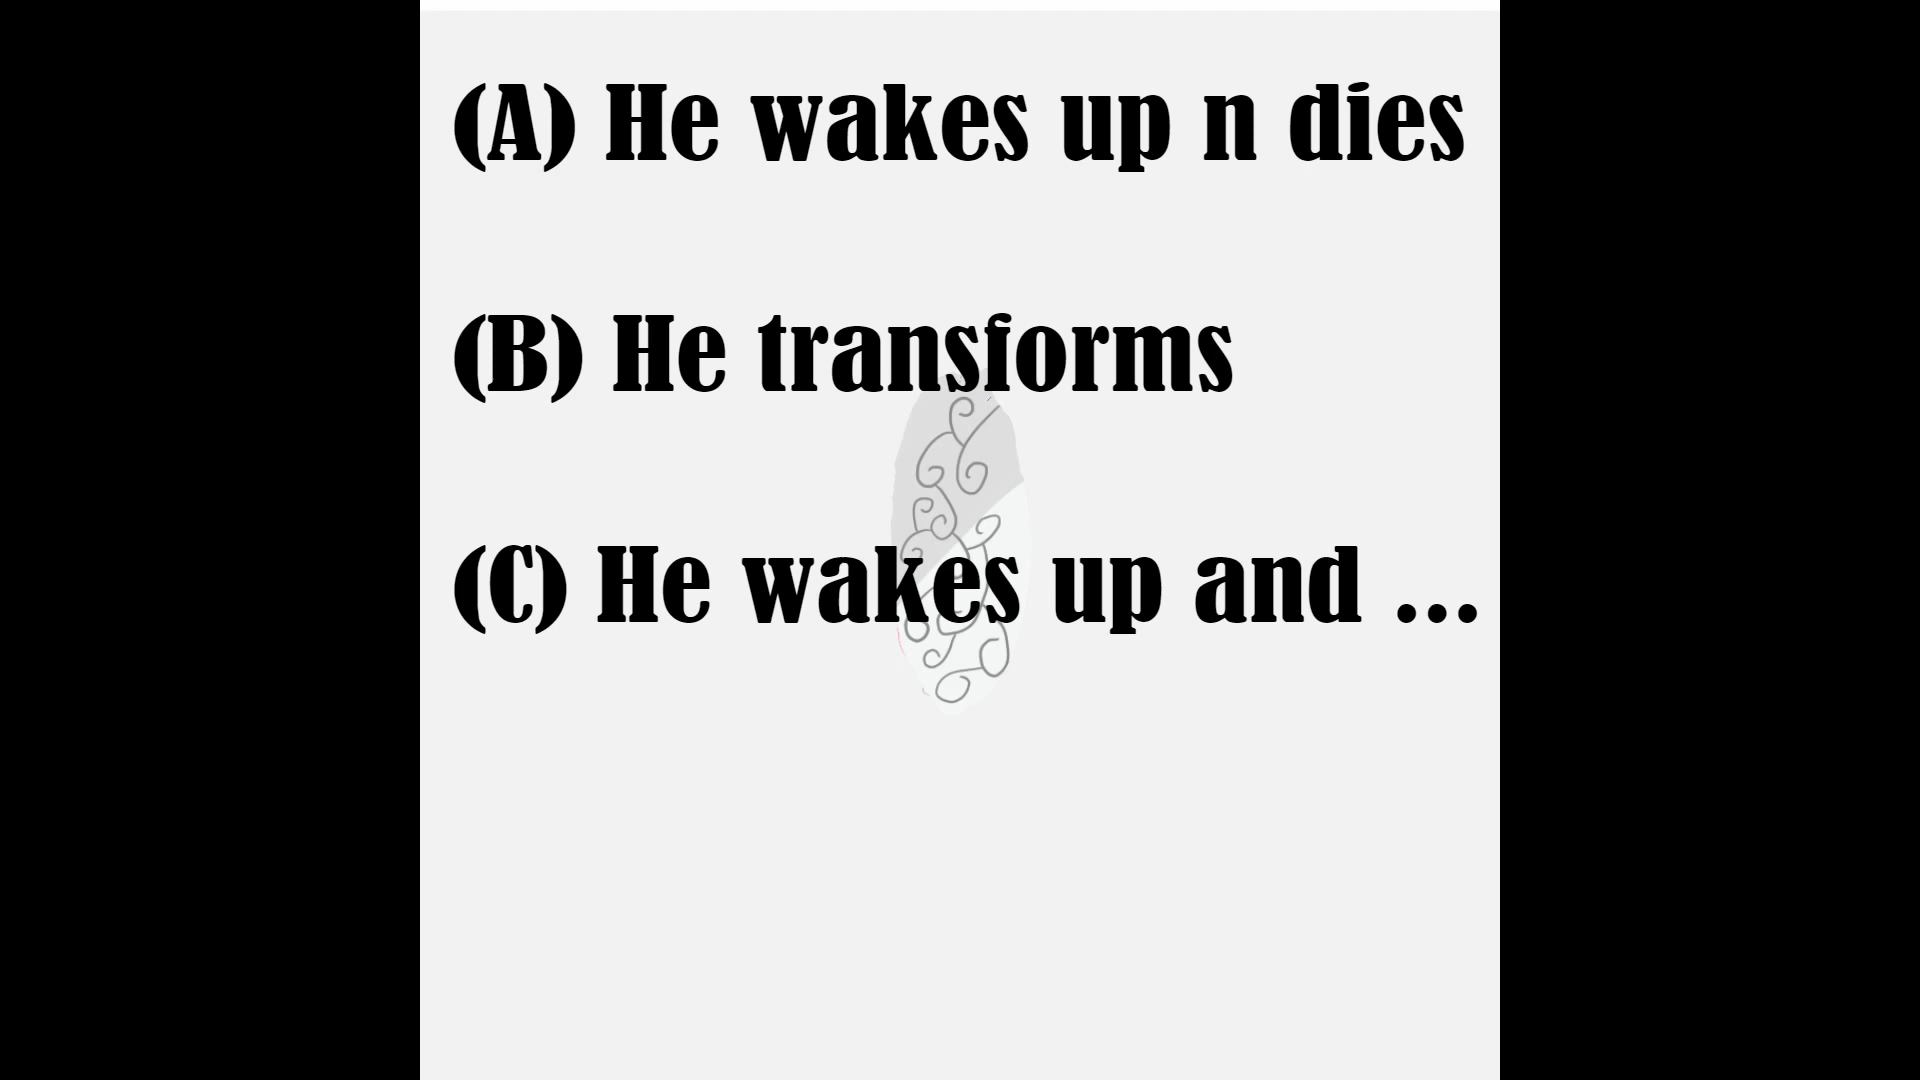 (A) He wakes up n dies
(B) He transforms
(C) He wakes up and ...